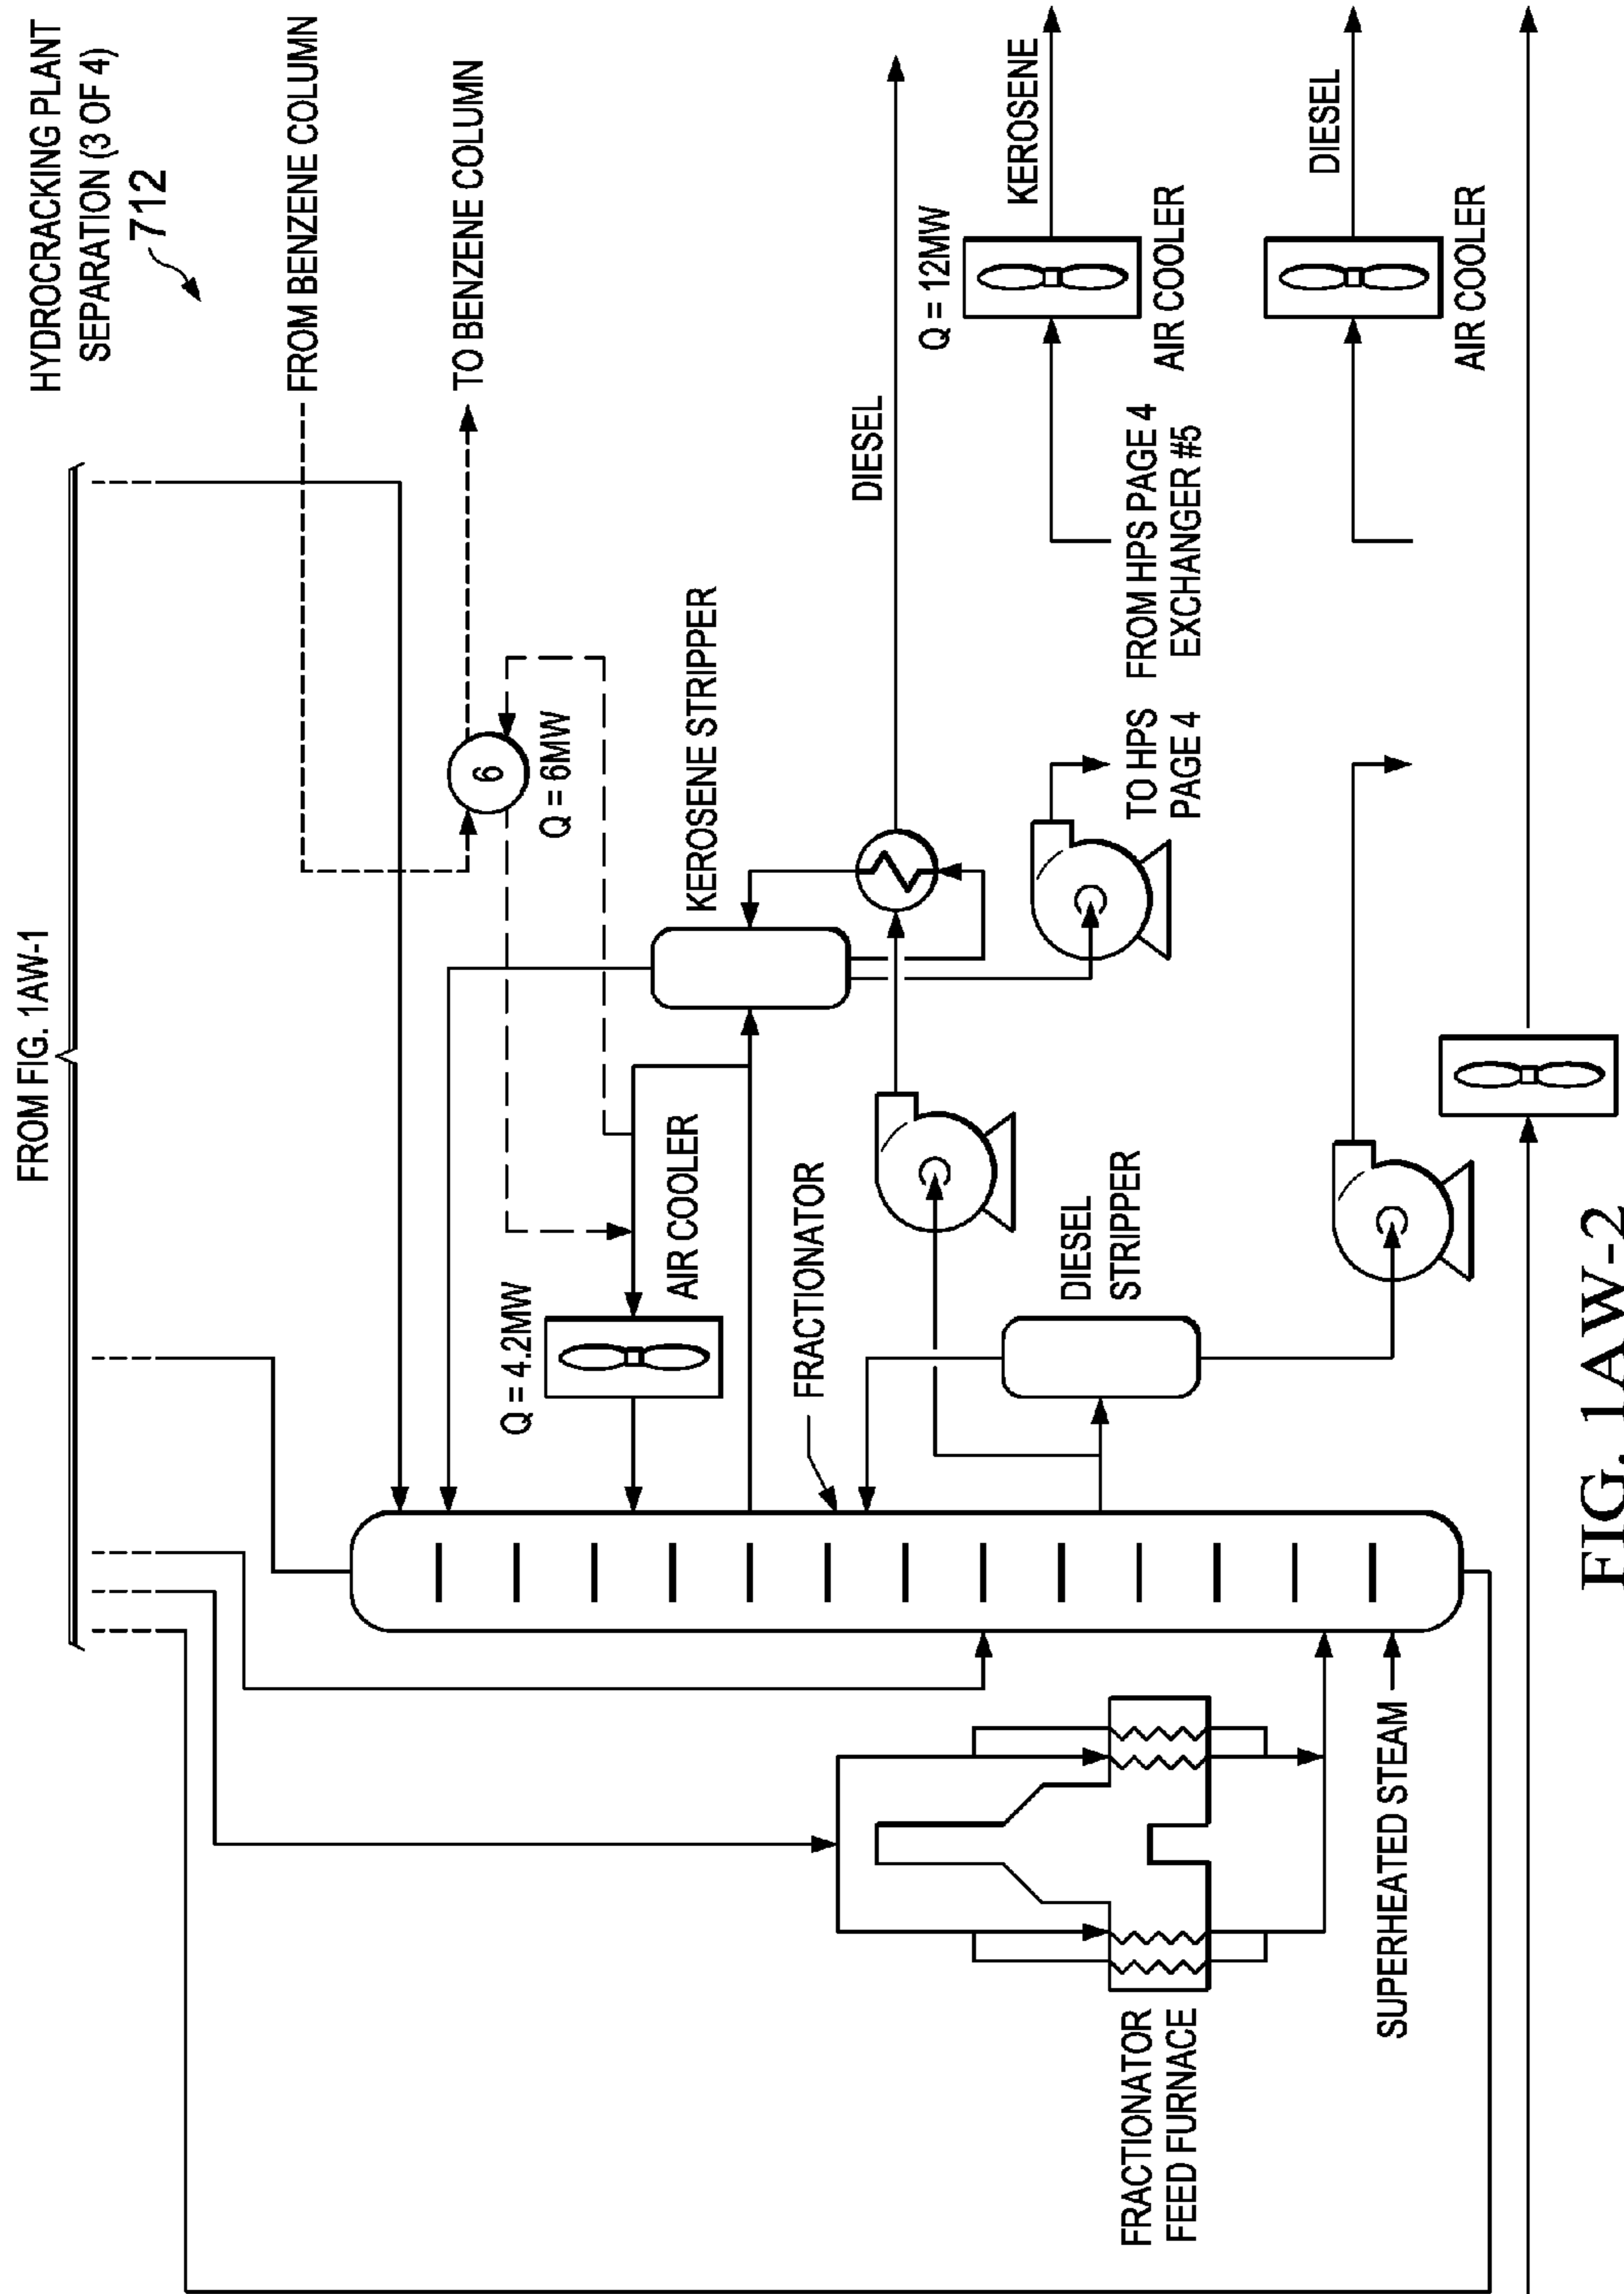 HYDROCRACKING PLANT
SEPARATION (3 OF 4)
712
FROM FIG. 1AW-1
FROM BENZENE COLUMN
TO BENZENE COLUMN
6
Q = 6MW
Q = 4.2MW
AIR COOLER
KEROSENE STRIPPER
FRACTIONATOR
DIESEL
Q = 12MW
KEROSENE
AIR COOLER
TO HPS
PAGE 4
FROM HPS PAGE 4
EXCHANGER #5
DIESEL
STRIPPER
DIESEL
AIR COOLER
FRACTIONATOR
FEED FURNACE
SUPERHEATED STEAM
FIG. 1AW-2